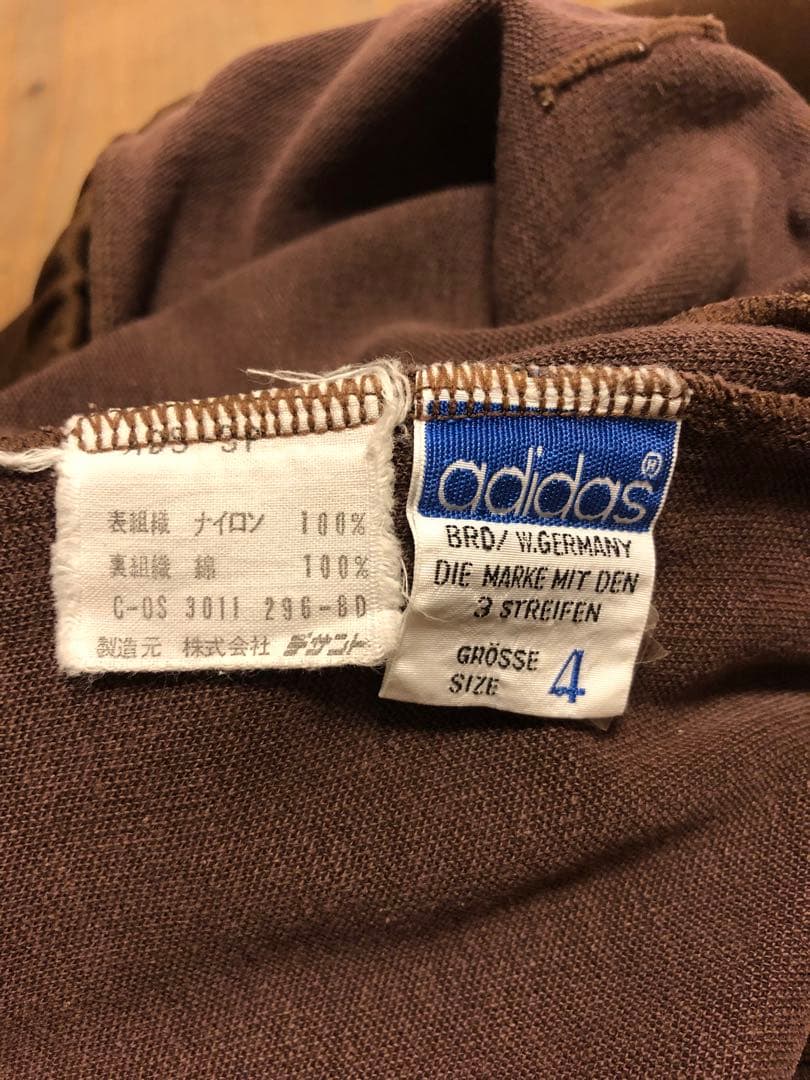 表組織 ナイロン 100%
裏組織 綿 100%
C-OS 3011 296-8D
製造元 株式会社 デサント
adidas®
BRD/ W.GERMANY
DIE MARKE MIT DEN
3 STREIFEN
GRÖSSE
SIZE 4